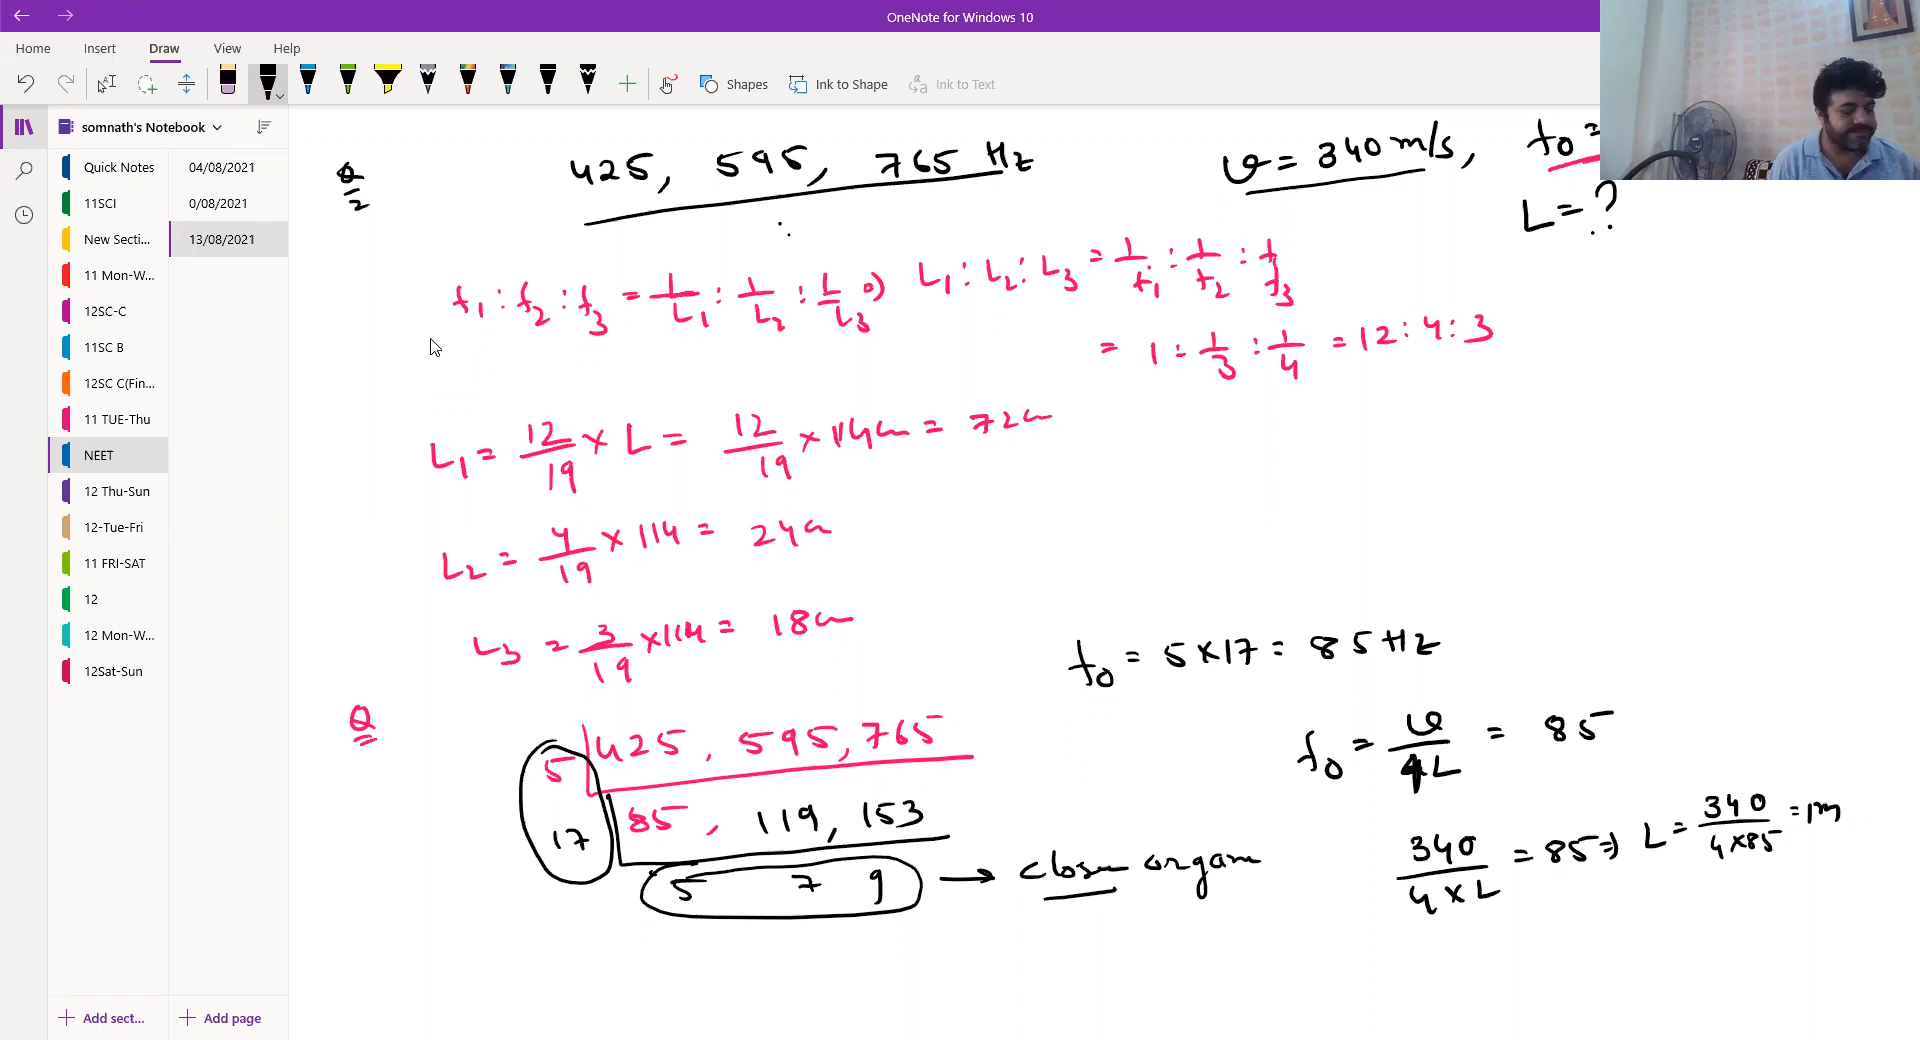 OneNote for Windows 10
Home Insert Draw View Help
Shapes Ink to Shape Ink to Text
somnath's Notebook
Quick Notes
11SCI
New Secti...
11 Mon-W...
12SC-C
11SC B
12SC C(Fin...
11 TUE-Thu
NEET
12 Thu-Sun
12-Tue-Fri
11 FRI-SAT
12
12 Mon-W...
12Sat-Sun
04/08/2021
0/08/2021
13/08/2021
Add sect...
Add page
Q 2 425, 595, 765 Hz v = 340 m/s, f0 =
L = ?
f1 : f2 : f3 = 1/L1 : 1/L2 : 1/L3 L1 : L2 : L3 = 1/f1 : 1/f2 : 1/f3
= 1 : 1/3 : 1/4 = 12 : 4 : 3
L1 = 12/19 × L = 12/19 × 114cm = 72cm
L2 = 4/19 × 114 = 24cm
L3 = 3/19 × 114 = 18cm
f0 = 5 × 17 = 85 Hz
Q
5 | 425, 595, 765
17 | 85, 119, 153
5 7 9 → close organ
f0 = v/4L = 85
340/4×L = 85 ⇒ L = 340/4×85 = 1m